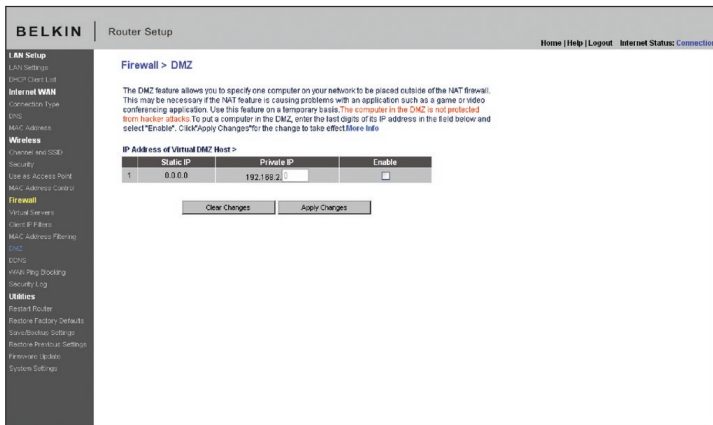 BELKIN
Router Setup
Home | Help | Logout Internet Status: Connection
LAN Setup
LAN Settings
DHCP Client List
Internet WAN
Connection Type
DNS
MAC Address
Wireless
Channel and SSID
Security
Use as Access Point
MAC Address Control
Firewall
Virtual Servers
Client IP Filters
MAC Address Filtering
DMZ
DDNS
WAN Ping Blocking
Security Log
Utilities
Restart Router
Restore Factory Defaults
Save/Backup Settings
Restore Previous Settings
Firmware Update
System Settings
Firewall > DMZ
The DMZ feature allows you to specify one computer on your network to be placed outside of the NAT firewall.
This may be necessary if the NAT feature is causing problems with an application such as a game or video
conferencing application. Use this feature on a temporary basis.The computer in the DMZ is not protected
from hacker attacks.To put a computer in the DMZ, enter the last digits of its IP address in the field below and
select "Enable". Click"Apply Changes"for the change to take effect.More Info
IP Address of Virtual DMZ Host >
Static IP Private IP Enable
1 0.0.0.0 192.168.2. 0
Clear Changes Apply Changes